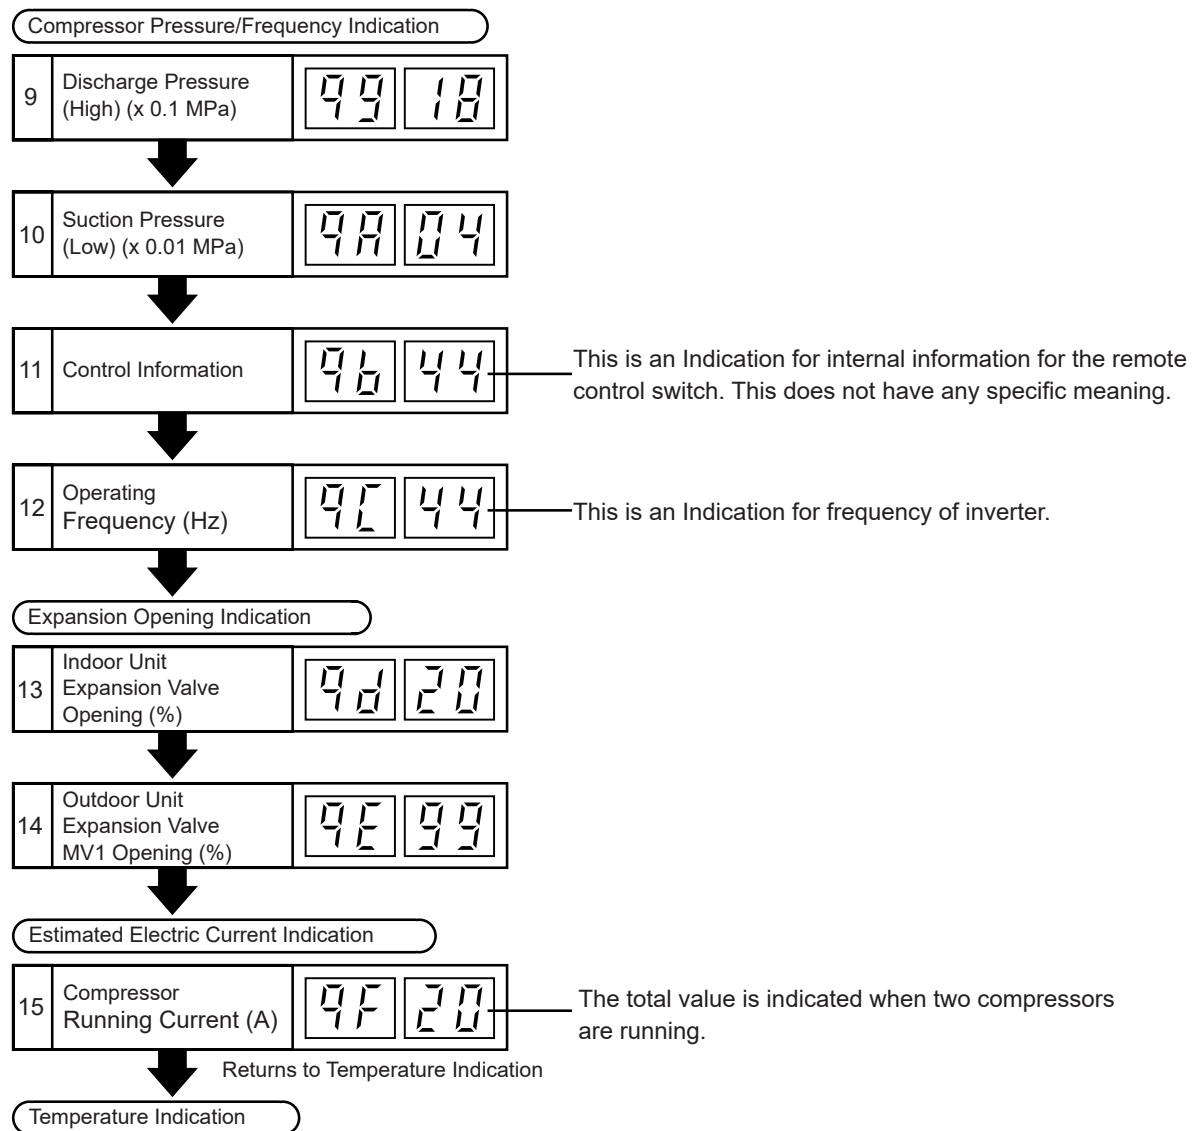 Compressor Pressure/Frequency Indication
9
Discharge Pressure
(High) (x 0.1 MPa)
99 18
10
Suction Pressure
(Low) (x 0.01 MPa)
9A 04
11
Control Information
9b 44
This is an Indication for internal information for the remote
control switch. This does not have any specific meaning.
12
Operating
Frequency (Hz)
9C 44
This is an Indication for frequency of inverter.
Expansion Opening Indication
13
Indoor Unit
Expansion Valve
Opening (%)
9d 20
14
Outdoor Unit
Expansion Valve
MV1 Opening (%)
9E 99
Estimated Electric Current Indication
15
Compressor
Running Current (A)
9F 20
The total value is indicated when two compressors
are running.
Returns to Temperature Indication
Temperature Indication